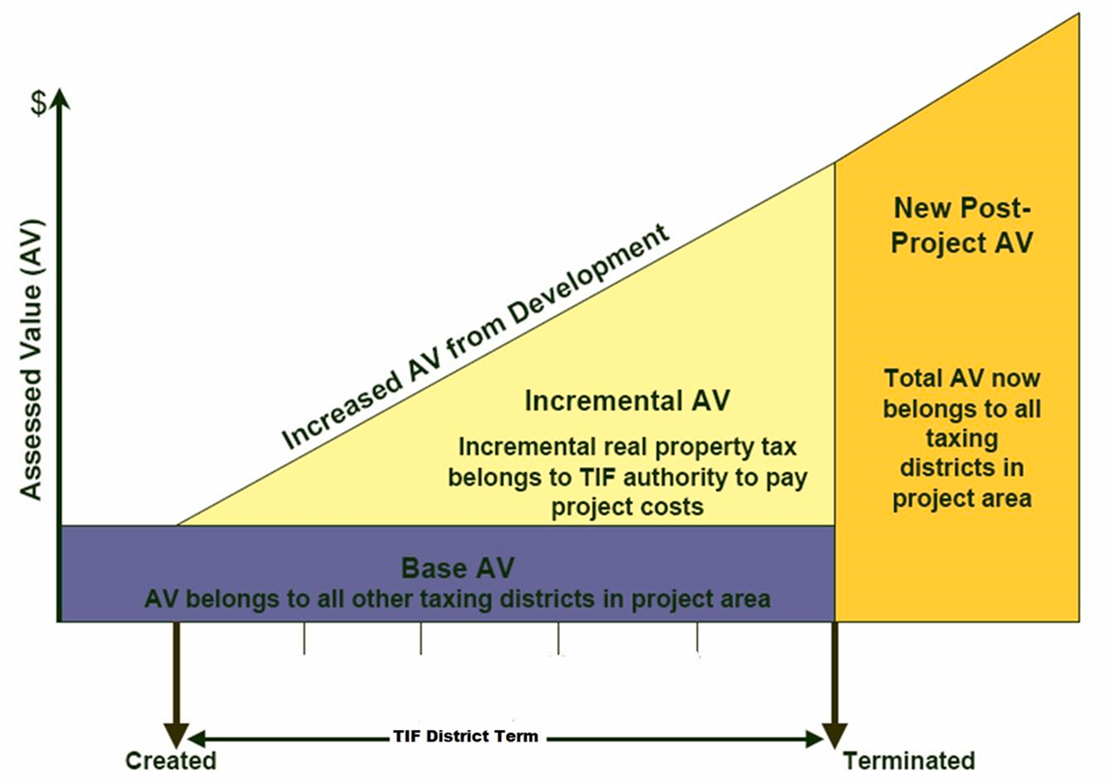 $
Assessed Value (AV)
Increased AV from Development
New Post-
Project AV
Total AV now
belongs to all
taxing
districts in
project area
Incremental AV
Incremental real property tax
belongs to TIF authority to pay
project costs
Base AV
AV belongs to all other taxing districts in project area
TIF District Term
Created
Terminated